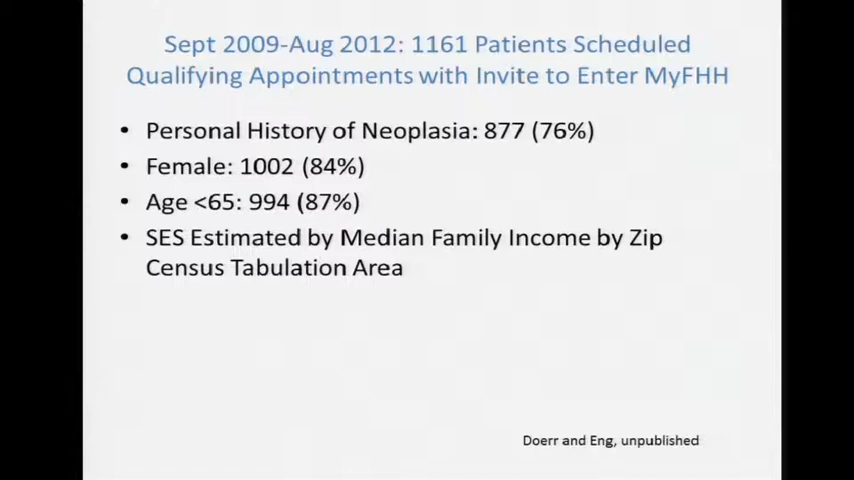 Sept 2009-Aug 2012: 1161 Patients Scheduled
Qualifying Appointments with Invite to Enter MyFHH
• Personal History of Neoplasia: 877 (76%)
• Female: 1002 (84%)
• Age <65: 994 (87%)
• SES Estimated by Median Family Income by Zip
Census Tabulation Area
Doerr and Eng, unpublished